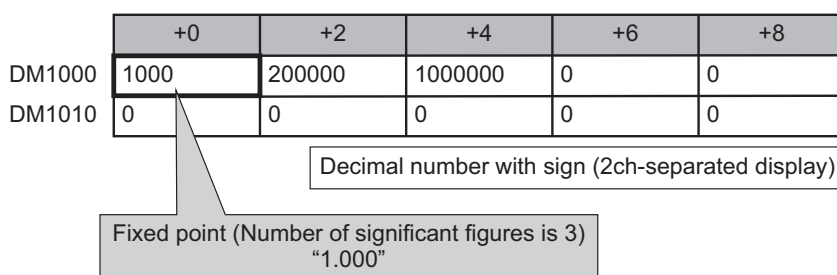 +0 +2 +4 +6 +8
DM1000 1000 200000 1000000 0 0
DM1010 0 0 0 0 0
Decimal number with sign (2ch-separated display)
Fixed point (Number of significant figures is 3)
“1.000”